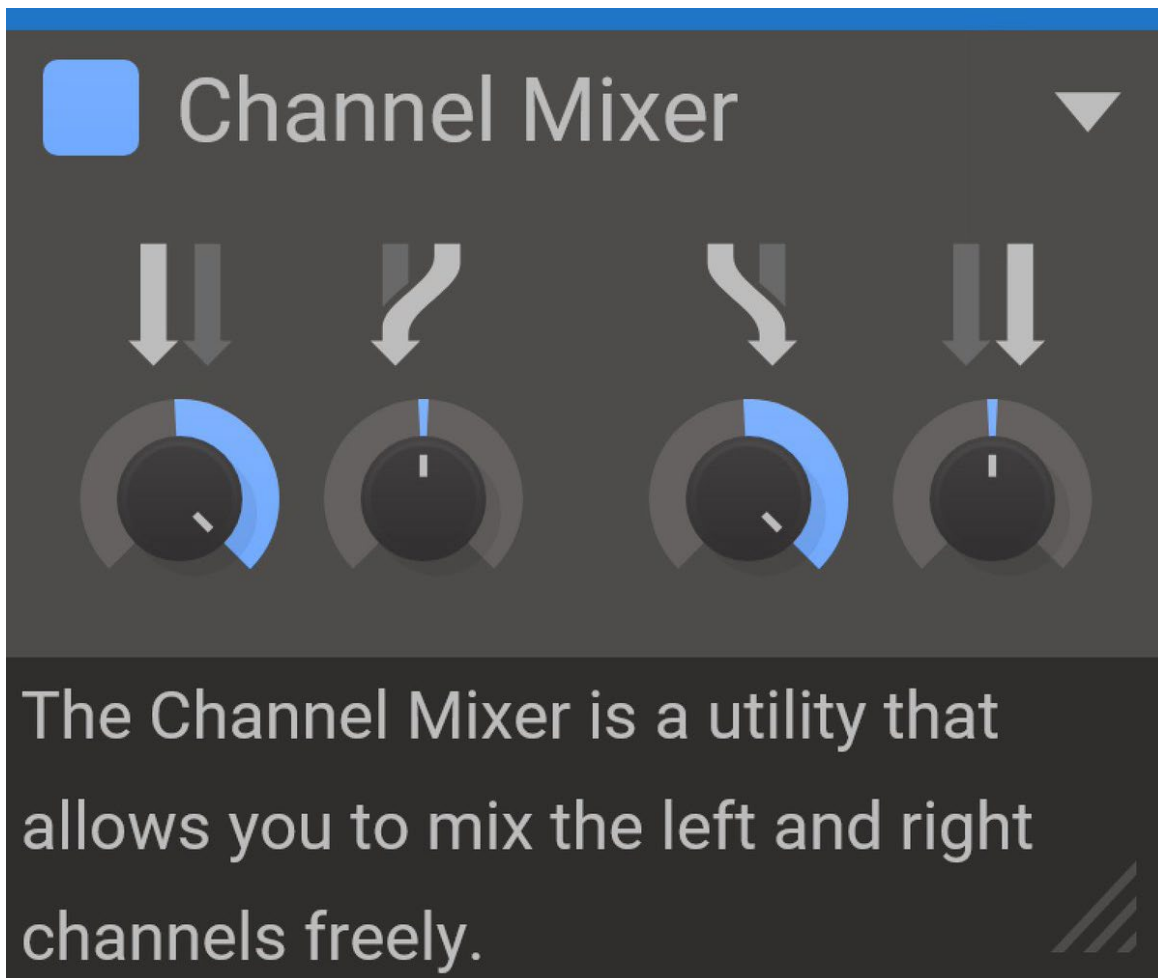 Channel Mixer
The Channel Mixer is a utility that
allows you to mix the left and right
channels freely.